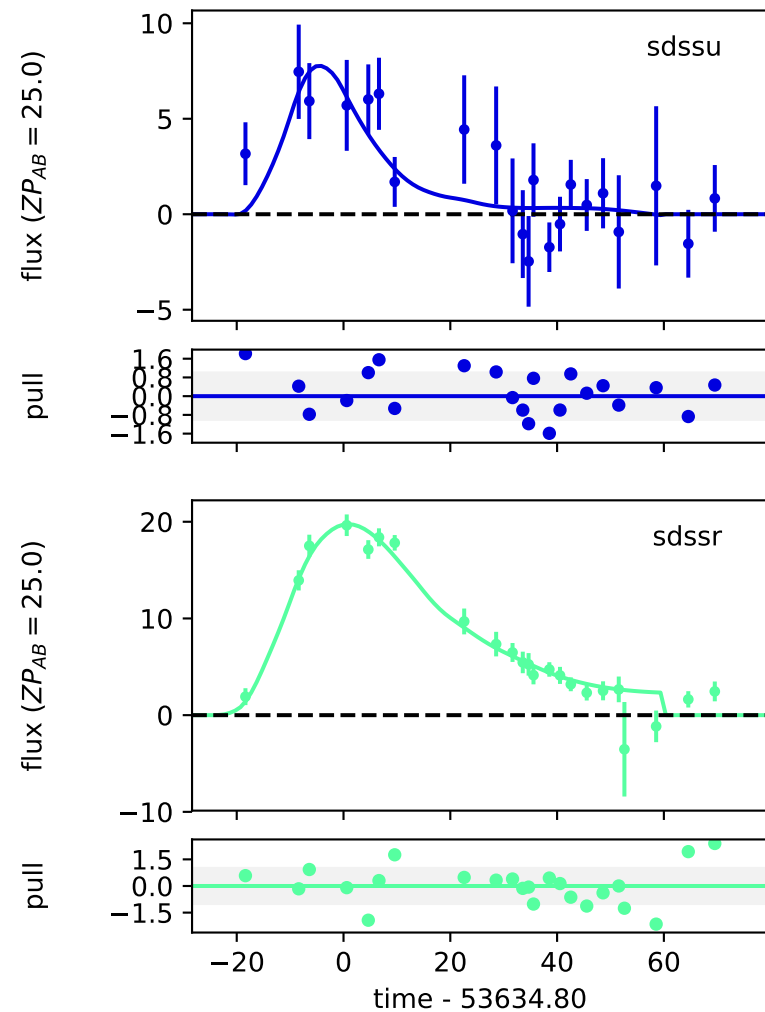 10
5
0
−5
flux (ZP_AB = 25.0)
sdssu
1.6
0.8
0.0
−0.8
−1.6
pull
20
10
0
−10
flux (ZP_AB = 25.0)
sdssr
1.5
0.0
−1.5
pull
−20 0 20 40 60
time - 53634.80